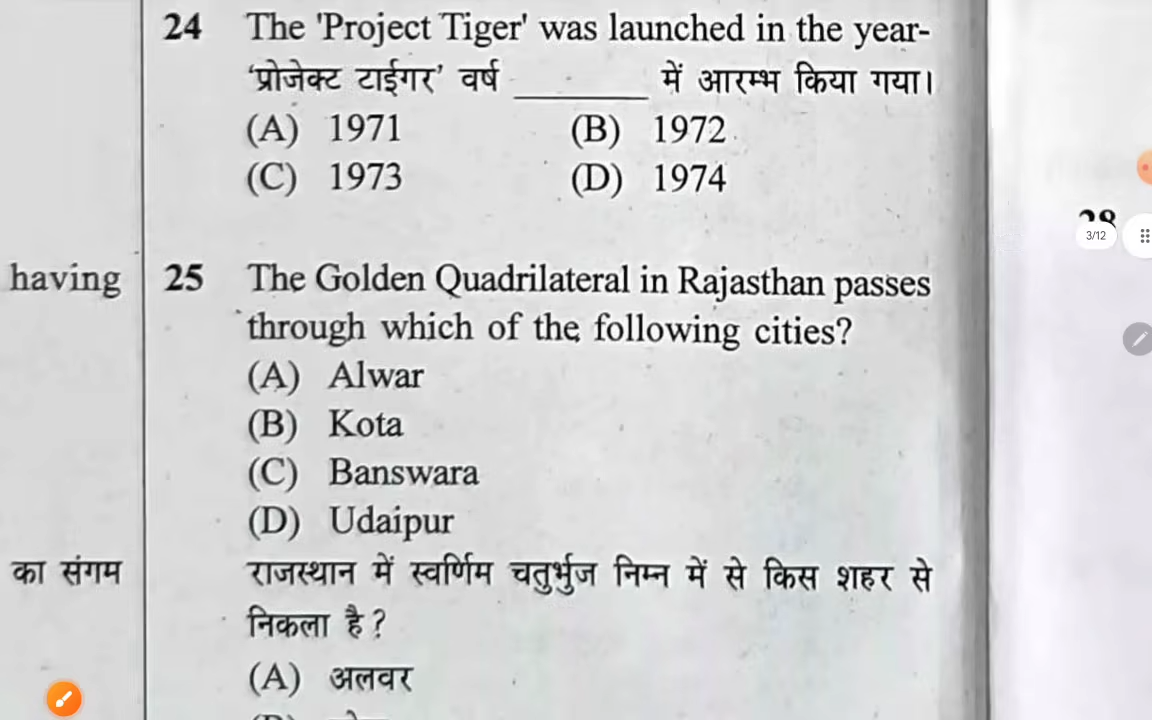 24 The 'Project Tiger' was launched in the year-
‘प्रोजेक्ट टाईगर’ वर्ष ________ में आरम्भ किया गया।
(A) 1971 (B) 1972
(C) 1973 (D) 1974
28
3/12
having
25 The Golden Quadrilateral in Rajasthan passes
through which of the following cities?
(A) Alwar
(B) Kota
(C) Banswara
(D) Udaipur
का संगम
राजस्थान में स्वर्णिम चतुर्भुज निम्न में से किस शहर से
निकला है ?
(A) अलवर